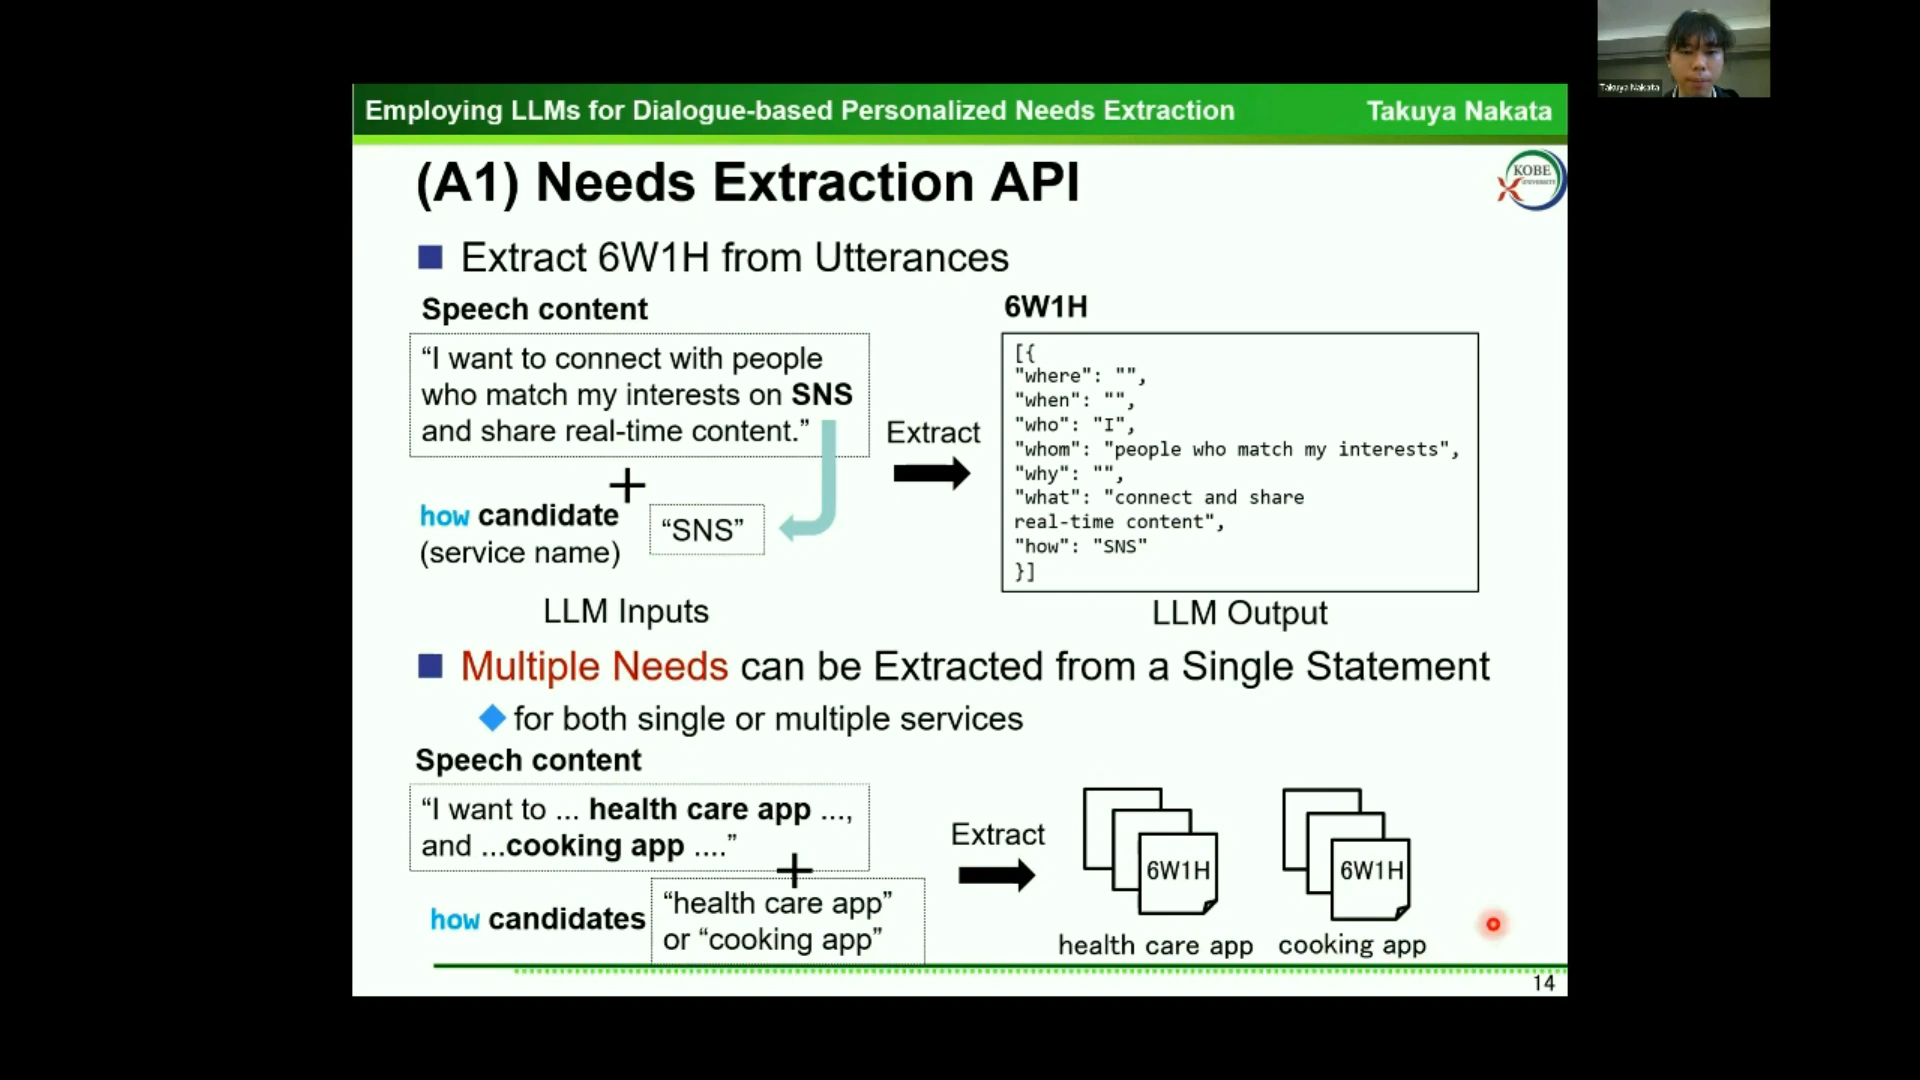 Takuya Nakata
Employing LLMs for Dialogue-based Personalized Needs Extraction
Takuya Nakata
(A1) Needs Extraction API
KOBE
UNIVERSITY
Extract 6W1H from Utterances
Speech content
“I want to connect with people
who match my interests on SNS
and share real-time content.”
+
how candidate
(service name)
“SNS”
LLM Inputs
Extract
6W1H
[{
"where": "",
"when": "",
"who": "I",
"whom": "people who match my interests",
"why": "",
"what": "connect and share
real-time content",
"how": "SNS"
}]
LLM Output
Multiple Needs can be Extracted from a Single Statement
for both single or multiple services
Speech content
“I want to ... health care app ...,
and ...cooking app ....”
+
how candidates
“health care app”
or “cooking app”
Extract
6W1H
health care app
6W1H
cooking app
14